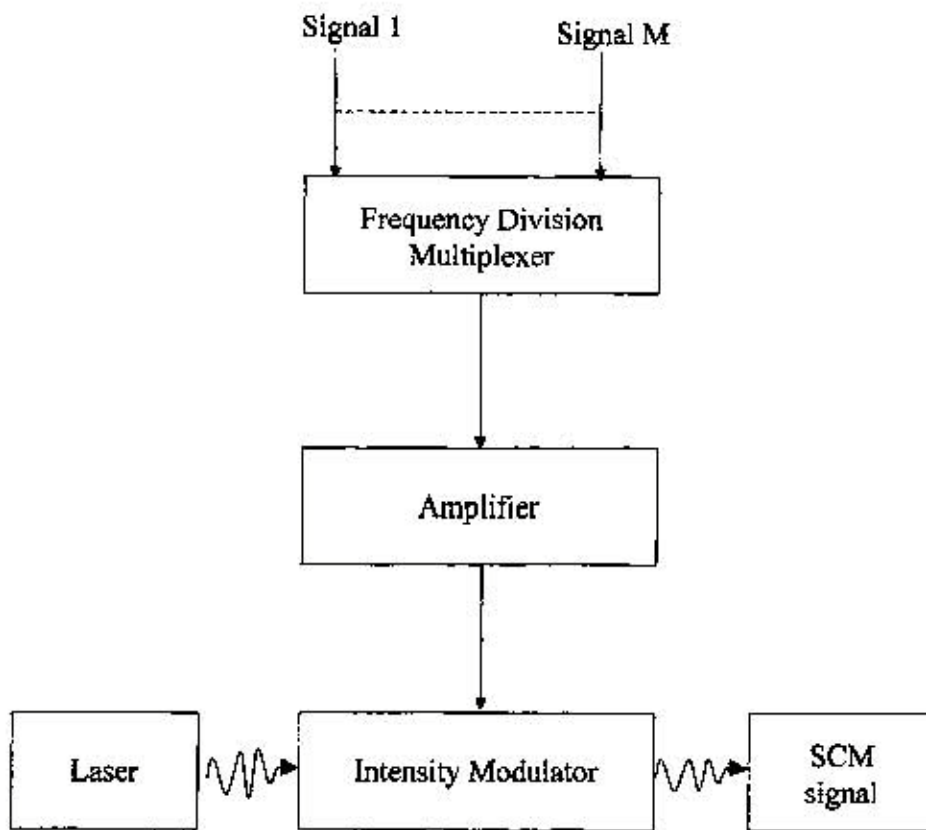 Signal 1
Signal M
Frequency Division
Multiplexer
Amplifier
Laser
Intensity Modulator
SCM
signal